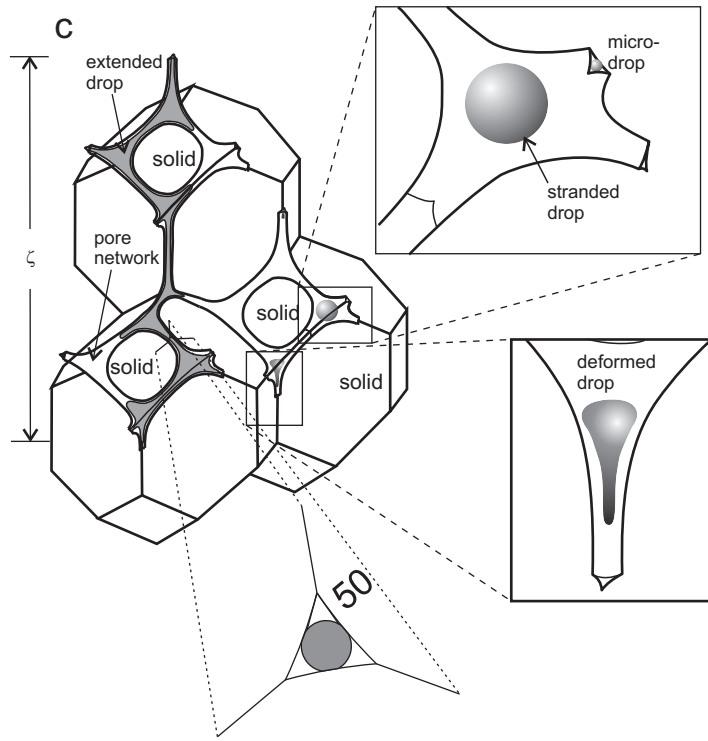 C
extended
drop
solid
pore
network
ζ
solid
solid
solid
micro-
drop
stranded
drop
deformed
drop
50